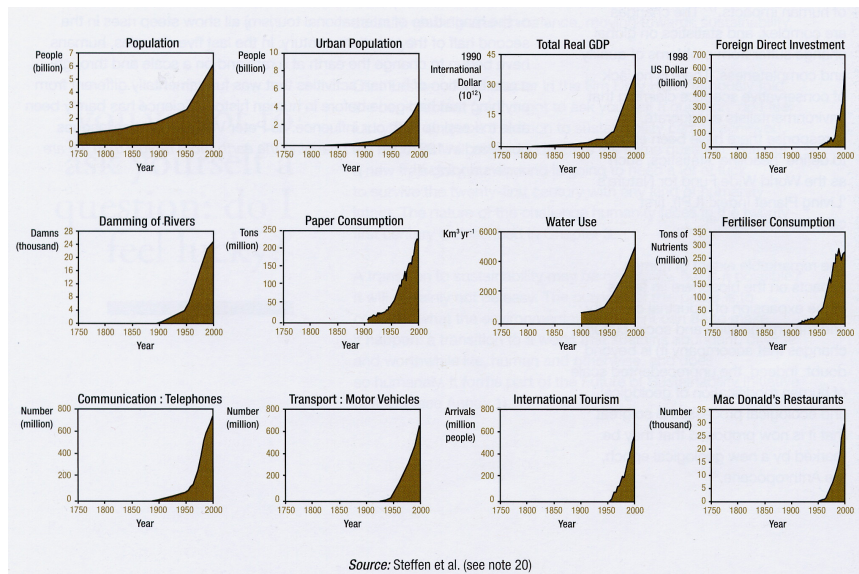 Population
People
(billion)
7
6
5
4
3
2
1
0
1750 1800 1850 1900 1950 2000
Year
Urban Population
People
(billion)
10
8
6
4
2
0
1750 1800 1850 1900 1950 2000
Year
Total Real GDP
1990
International
Dollar
(10¹²)
45
15
0
1750 1800 1850 1900 1950 2000
Year
Foreign Direct Investment
1998
US Dollar
(billion)
700
600
500
400
300
200
100
0
1750 1800 1850 1900 1950 2000
Year
Damming of Rivers
Damns
(thousand)
28
24
20
16
12
8
4
0
1750 1800 1850 1900 1950 2000
Year
Paper Consumption
Tons
(million)
250
200
150
100
50
0
1750 1800 1850 1900 1950 2000
Year
Water Use
Km³ yr⁻¹
6000
4000
2000
0
1750 1800 1850 1900 1950 2000
Year
Fertiliser Consumption
Tons of
Nutrients
(million)
350
300
250
200
150
100
50
0
1750 1800 1850 1900 1950 2000
Year
Communication : Telephones
Number
(million)
800
600
400
200
0
1750 1800 1850 1900 1950 2000
Year
Transport : Motor Vehicles
Number
(million)
800
600
400
200
0
1750 1800 1850 1900 1950 2000
Year
International Tourism
Arrivals
(million
people)
800
600
400
200
0
1750 1800 1850 1900 1950 2000
Year
Mac Donald's Restaurants
Number
(thousand)
35
30
25
20
15
10
5
0
1750 1800 1850 1900 1950 2000
Year
Source: Steffen et al. (see note 20)